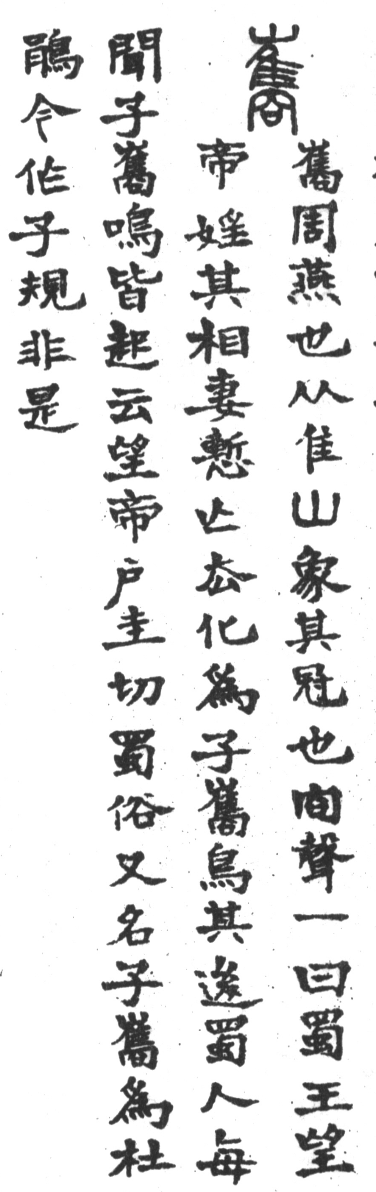 巂
巂周燕也从隹山象其冠也㕯聲一曰蜀王望
帝婬其相妻慙亡去化爲子巂鳥其後蜀人每
聞子巂鳴皆起云望帝戶圭切蜀俗又名子巂爲杜
鵑今作子規非是